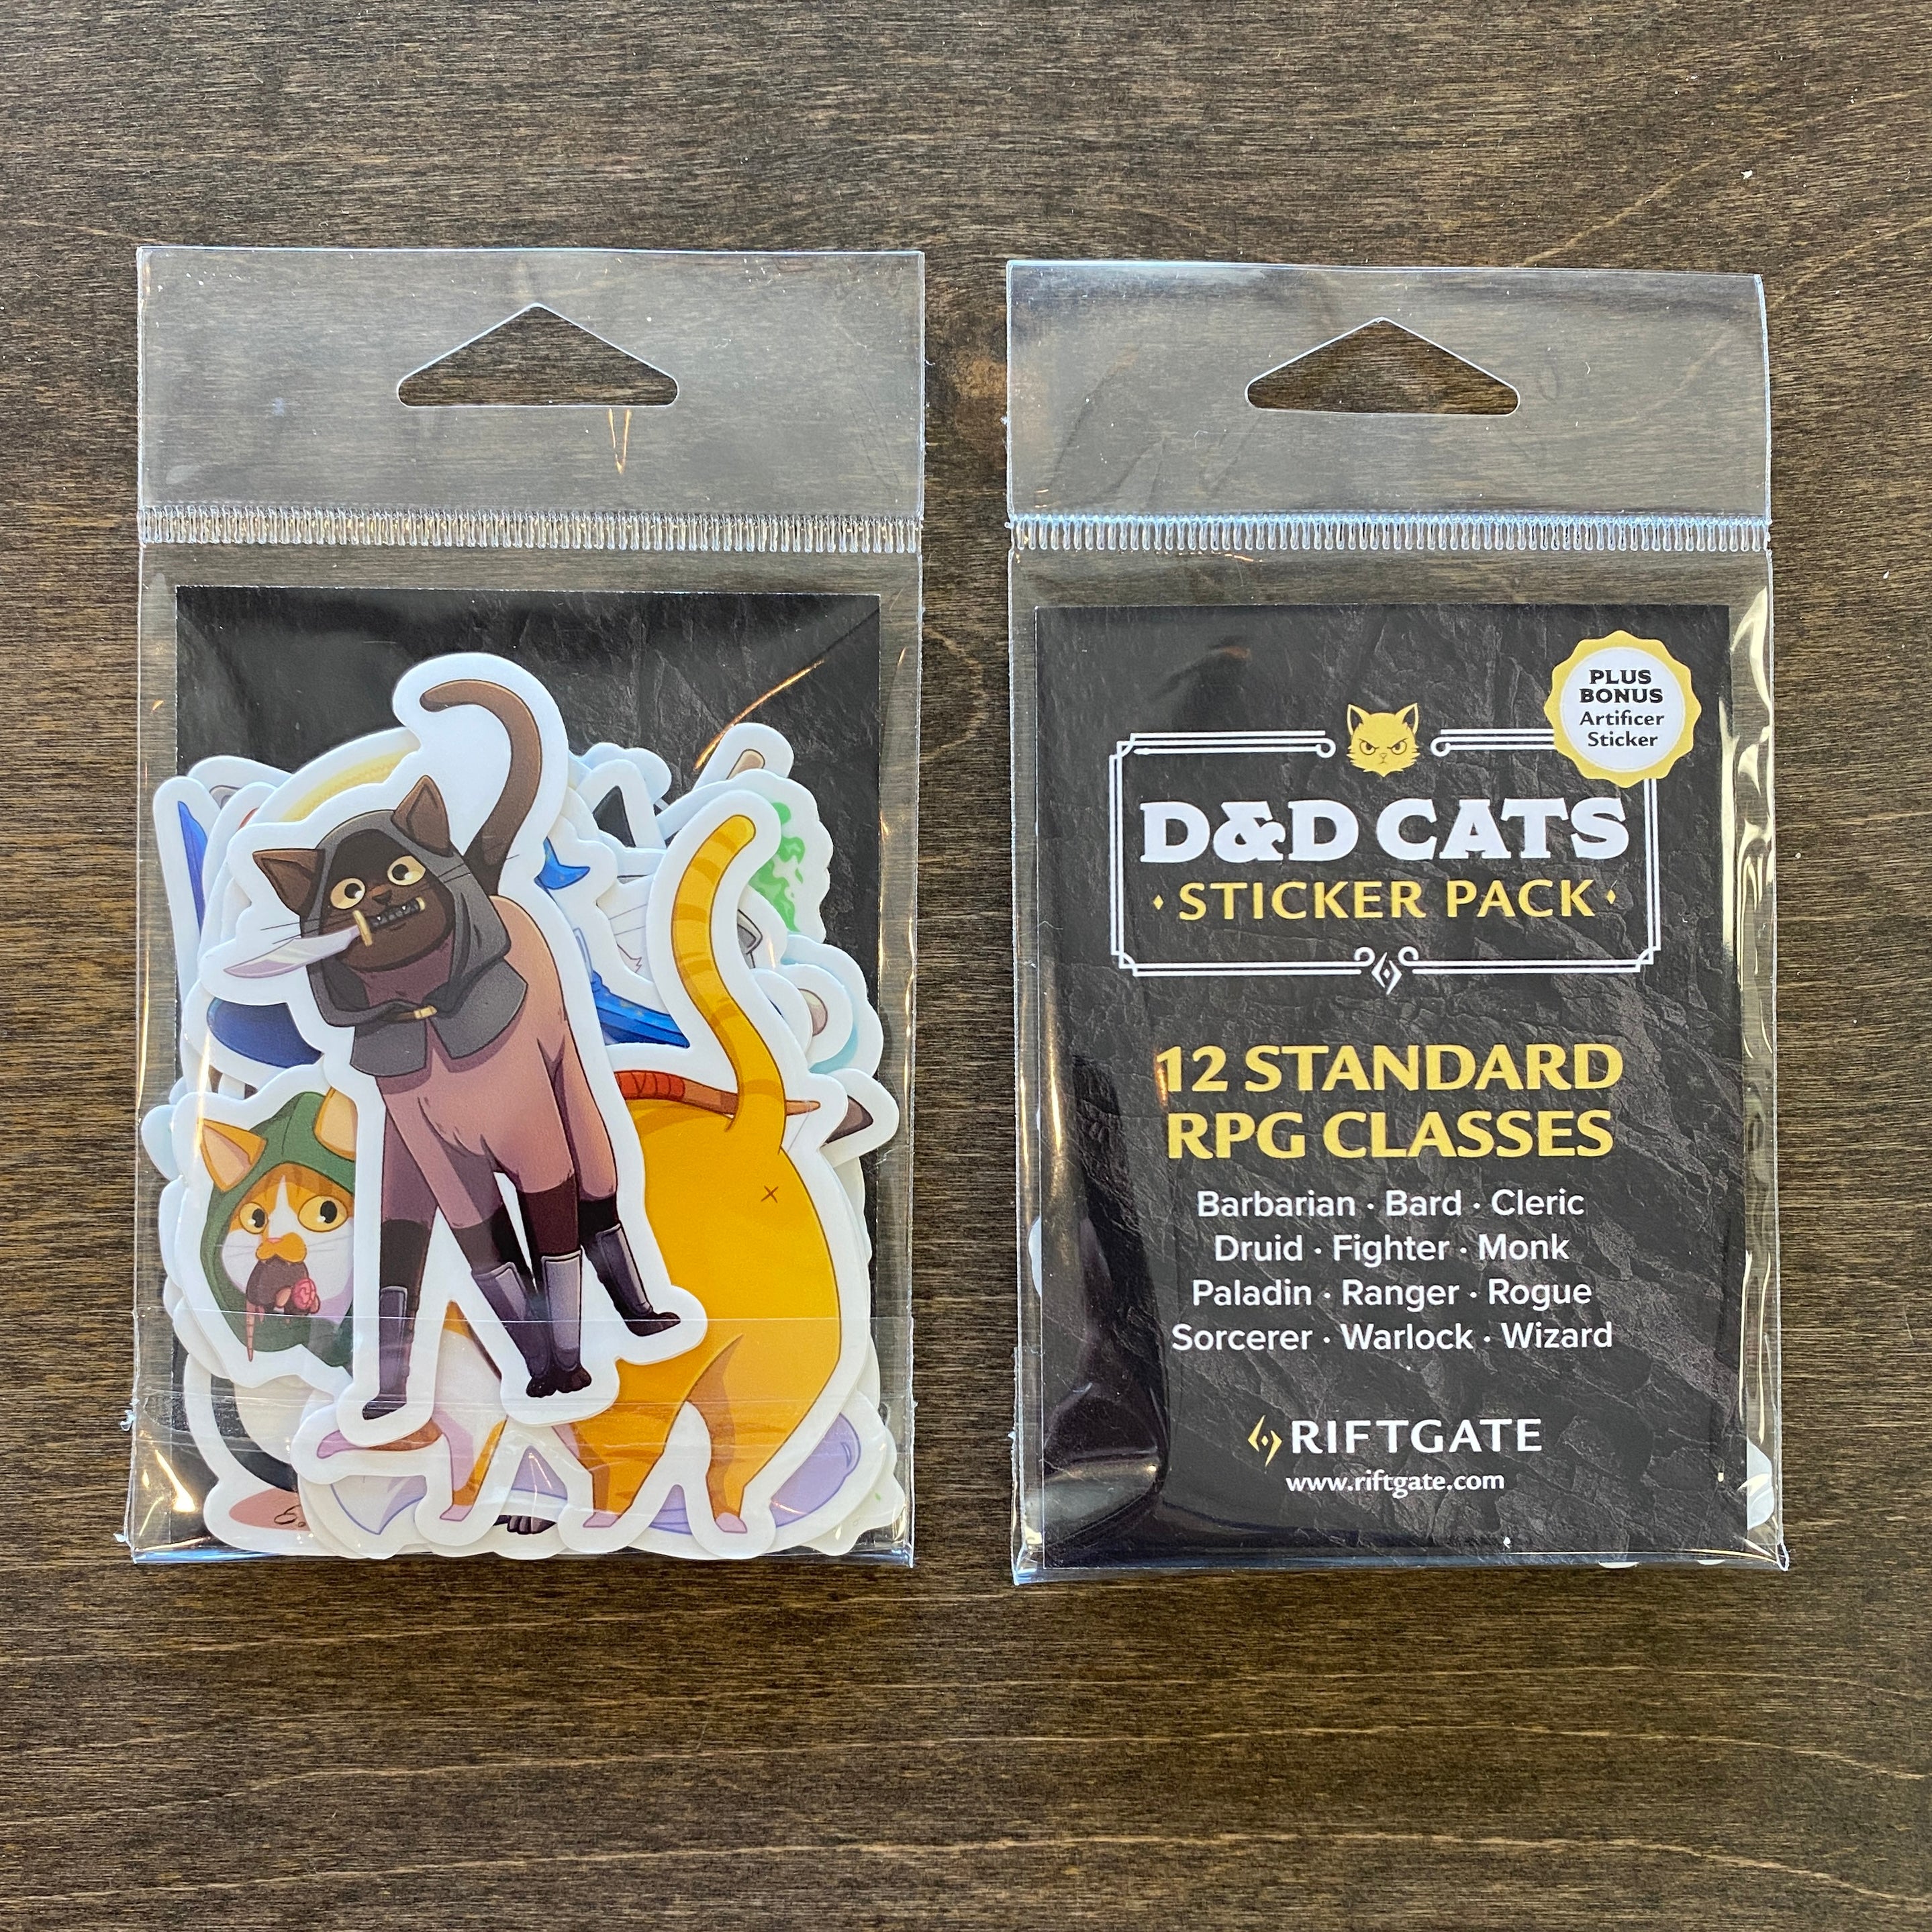 PLUS
BONUS
Artificer
Sticker
D&D CATS
· STICKER PACK ·
12 STANDARD
RPG CLASSES
Barbarian · Bard · Cleric
Druid · Fighter · Monk
Paladin · Ranger · Rogue
Sorcerer · Warlock · Wizard
RIFTGATE
www.riftgate.com